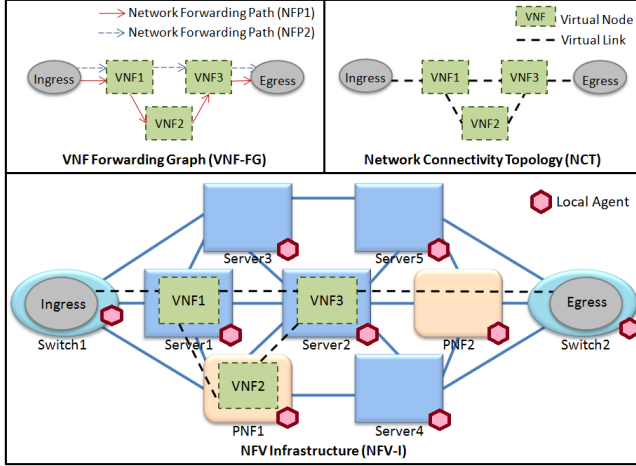 Network Forwarding Path (NFP1)
Network Forwarding Path (NFP2)
Ingress
VNF1
VNF3
Egress
VNF2
VNF Forwarding Graph (VNF-FG)
VNF
Virtual Node
Virtual Link
Ingress
VNF1
VNF3
Egress
VNF2
Network Connectivity Topology (NCT)
Local Agent
Server3
Server5
Ingress
VNF1
VNF3
Egress
Switch1
Server1
Server2
PNF2
Switch2
VNF2
PNF1
Server4
NFV Infrastructure (NFV-I)